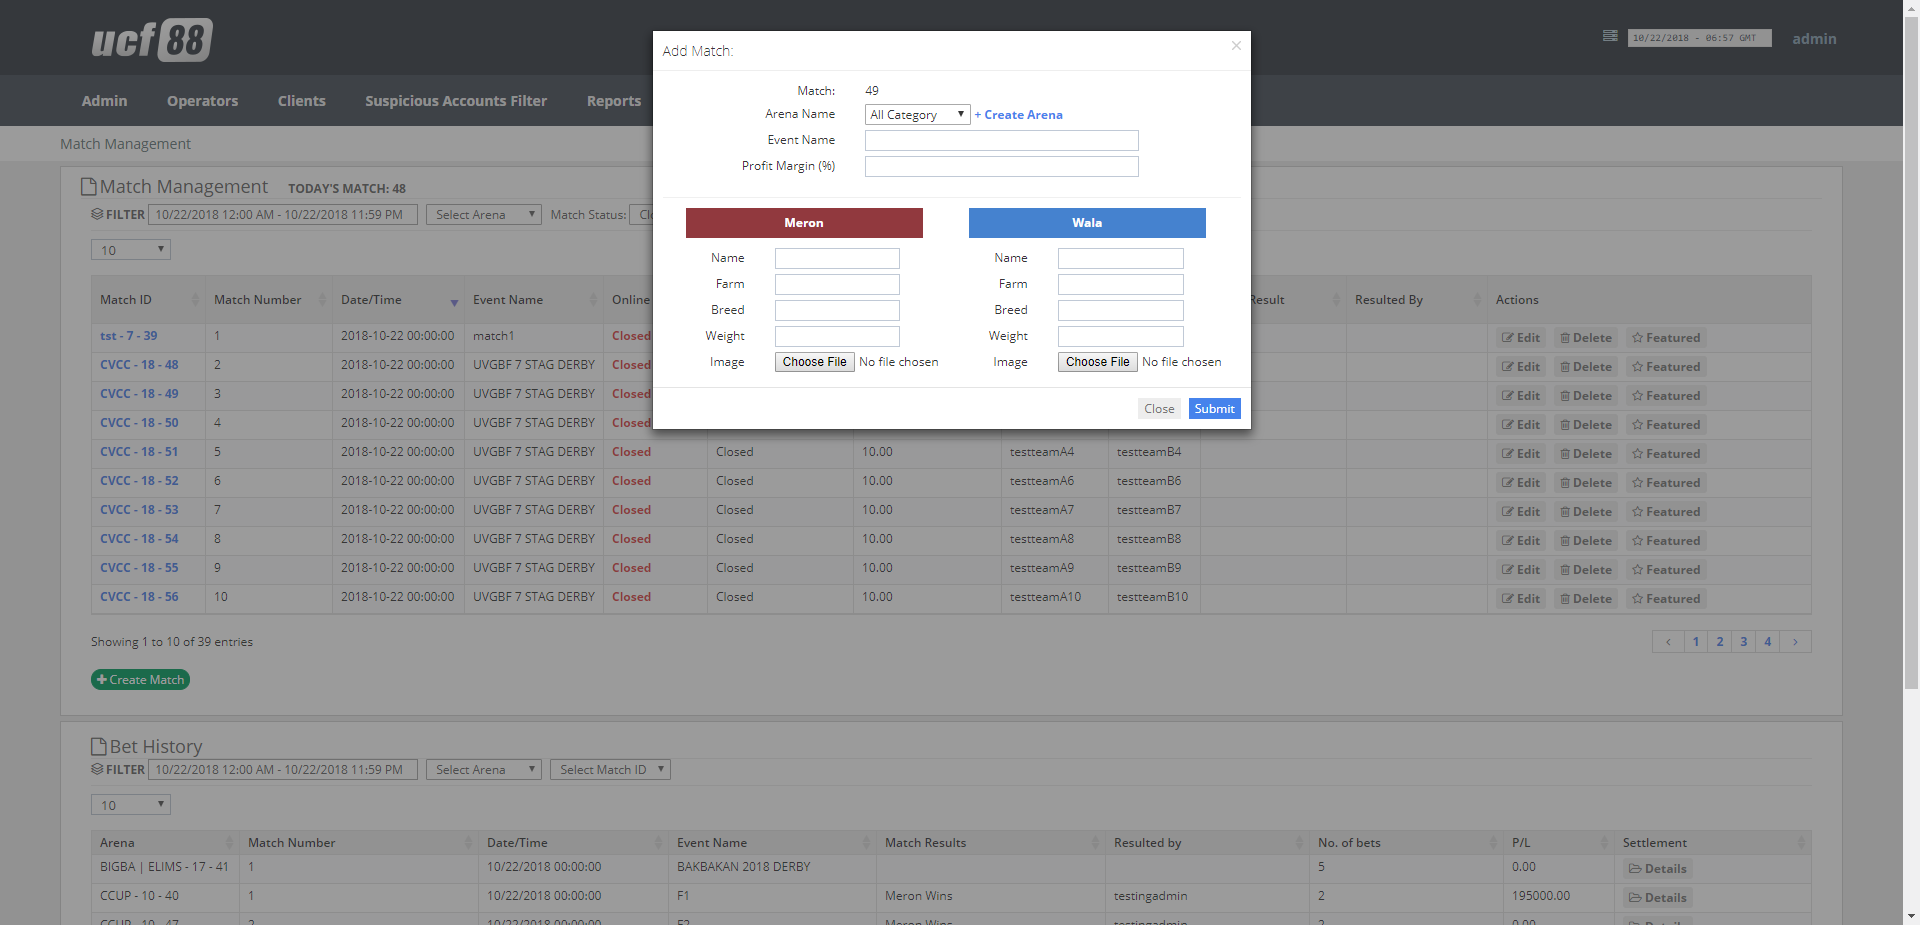 ucf 88
10/22/2018 - 06:57 GMT admin
Admin Operators Clients Suspicious Accounts Filter Reports
Match Management
Match Management TODAY'S MATCH: 48
FILTER 10/22/2018 12:00 AM - 10/22/2018 11:59 PM Select Arena Match Status:
10
Match ID Match Number Date/Time Event Name Online Result Resulted By Actions
tst - 7 - 39 1 2018-10-22 00:00:00 match1 Closed Edit Delete Featured
CVCC - 18 - 48 2 2018-10-22 00:00:00 UVGBF 7 STAG DERBY Closed Edit Delete Featured
CVCC - 18 - 49 3 2018-10-22 00:00:00 UVGBF 7 STAG DERBY Closed Edit Delete Featured
CVCC - 18 - 50 4 2018-10-22 00:00:00 UVGBF 7 STAG DERBY Closed Edit Delete Featured
CVCC - 18 - 51 5 2018-10-22 00:00:00 UVGBF 7 STAG DERBY Closed Closed 10.00 testteamA4 testteamB4 Edit Delete Featured
CVCC - 18 - 52 6 2018-10-22 00:00:00 UVGBF 7 STAG DERBY Closed Closed 10.00 testteamA6 testteamB6 Edit Delete Featured
CVCC - 18 - 53 7 2018-10-22 00:00:00 UVGBF 7 STAG DERBY Closed Closed 10.00 testteamA7 testteamB7 Edit Delete Featured
CVCC - 18 - 54 8 2018-10-22 00:00:00 UVGBF 7 STAG DERBY Closed Closed 10.00 testteamA8 testteamB8 Edit Delete Featured
CVCC - 18 - 55 9 2018-10-22 00:00:00 UVGBF 7 STAG DERBY Closed Closed 10.00 testteamA9 testteamB9 Edit Delete Featured
CVCC - 18 - 56 10 2018-10-22 00:00:00 UVGBF 7 STAG DERBY Closed Closed 10.00 testteamA10 testteamB10 Edit Delete Featured
Showing 1 to 10 of 39 entries < 1 2 3 4 >
+ Create Match
Add Match: ×
Match: 49
Arena Name All Category + Create Arena
Event Name
Profit Margin (%)
Meron Wala
Name Name
Farm Farm
Breed Breed
Weight Weight
Image Choose File No file chosen Image Choose File No file chosen
Close Submit
Bet History
FILTER 10/22/2018 12:00 AM - 10/22/2018 11:59 PM Select Arena Select Match ID
10
Arena Match Number Date/Time Event Name Match Results Resulted by No. of bets P/L Settlement
BIGBA | ELIMS - 17 - 41 1 10/22/2018 00:00:00 BAKBAKAN 2018 DERBY 5 0.00 Details
CCUP - 10 - 40 1 10/22/2018 00:00:00 F1 Meron Wins testingadmin 2 195000.00 Details
CCUP - 10 - 47 2 10/22/2018 00:00:00 F2 Meron Wins testingadmin 2 0.00 Details